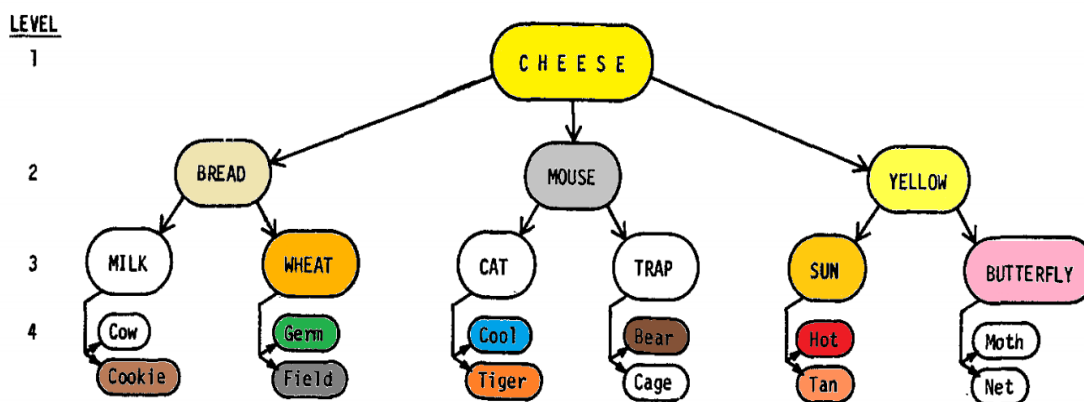 LEVEL
1
CHEESE
2
BREAD
MOUSE
YELLOW
3
MILK
WHEAT
CAT
TRAP
SUN
BUTTERFLY
4
Cow
Germ
Cool
Bear
Hot
Moth
Cookie
Field
Tiger
Cage
Tan
Net